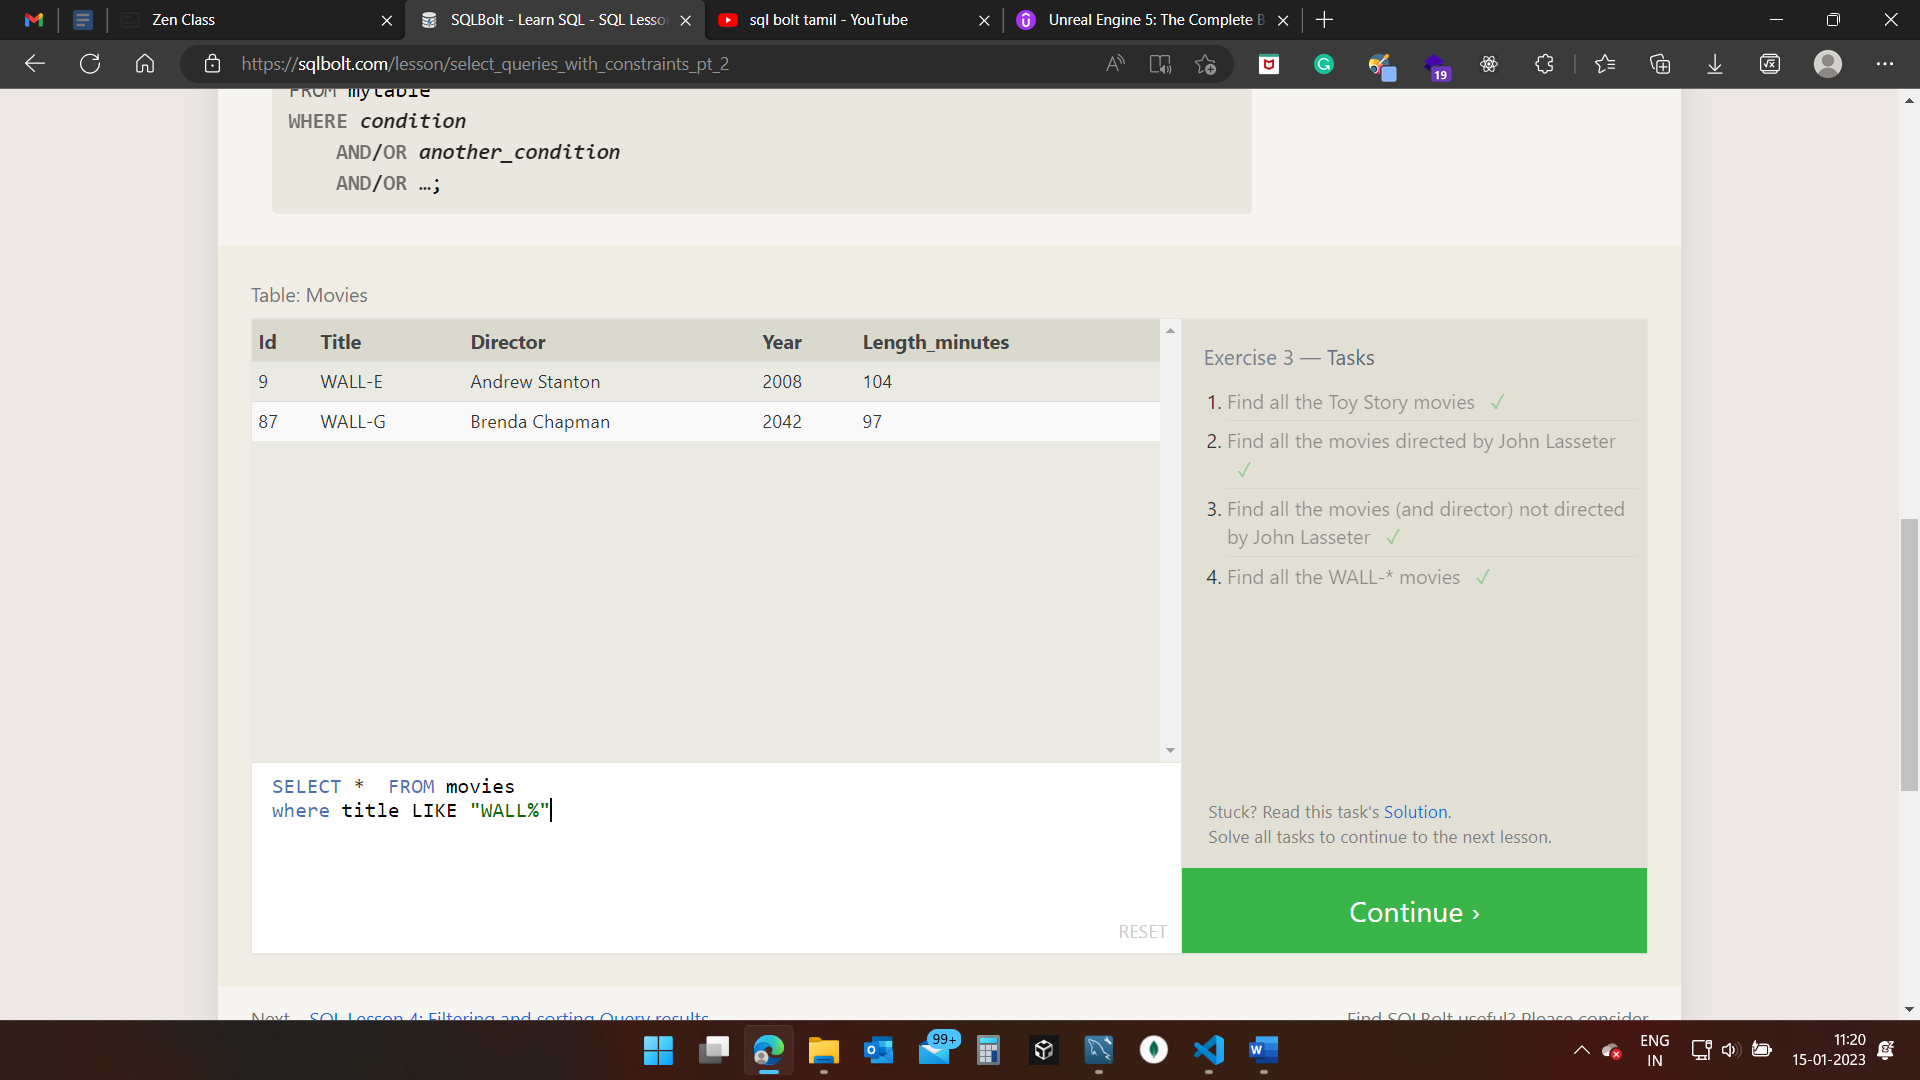 Zen Class
SQLBolt - Learn SQL - SQL Lesso
sql bolt tamil - YouTube
Unreal Engine 5: The Complete B
https://sqlbolt.com/lesson/select_queries_with_constraints_pt_2
19
FROM mytable
WHERE condition
AND/OR another_condition
AND/OR …;
Table: Movies
Id Title Director Year Length_minutes
9 WALL-E Andrew Stanton 2008 104
87 WALL-G Brenda Chapman 2042 97
Exercise 3 — Tasks
1. Find all the Toy Story movies ✓
2. Find all the movies directed by John Lasseter
✓
3. Find all the movies (and director) not directed
by John Lasseter ✓
4. Find all the WALL-* movies ✓
SELECT * FROM movies
where title LIKE "WALL%"
RESET
Stuck? Read this task's Solution.
Solve all tasks to continue to the next lesson.
Continue ›
Next – SQL Lesson 4: Filtering and sorting Query results
Find SQLBolt useful? Please consider
99+
ENG
IN
11:20
15-01-2023